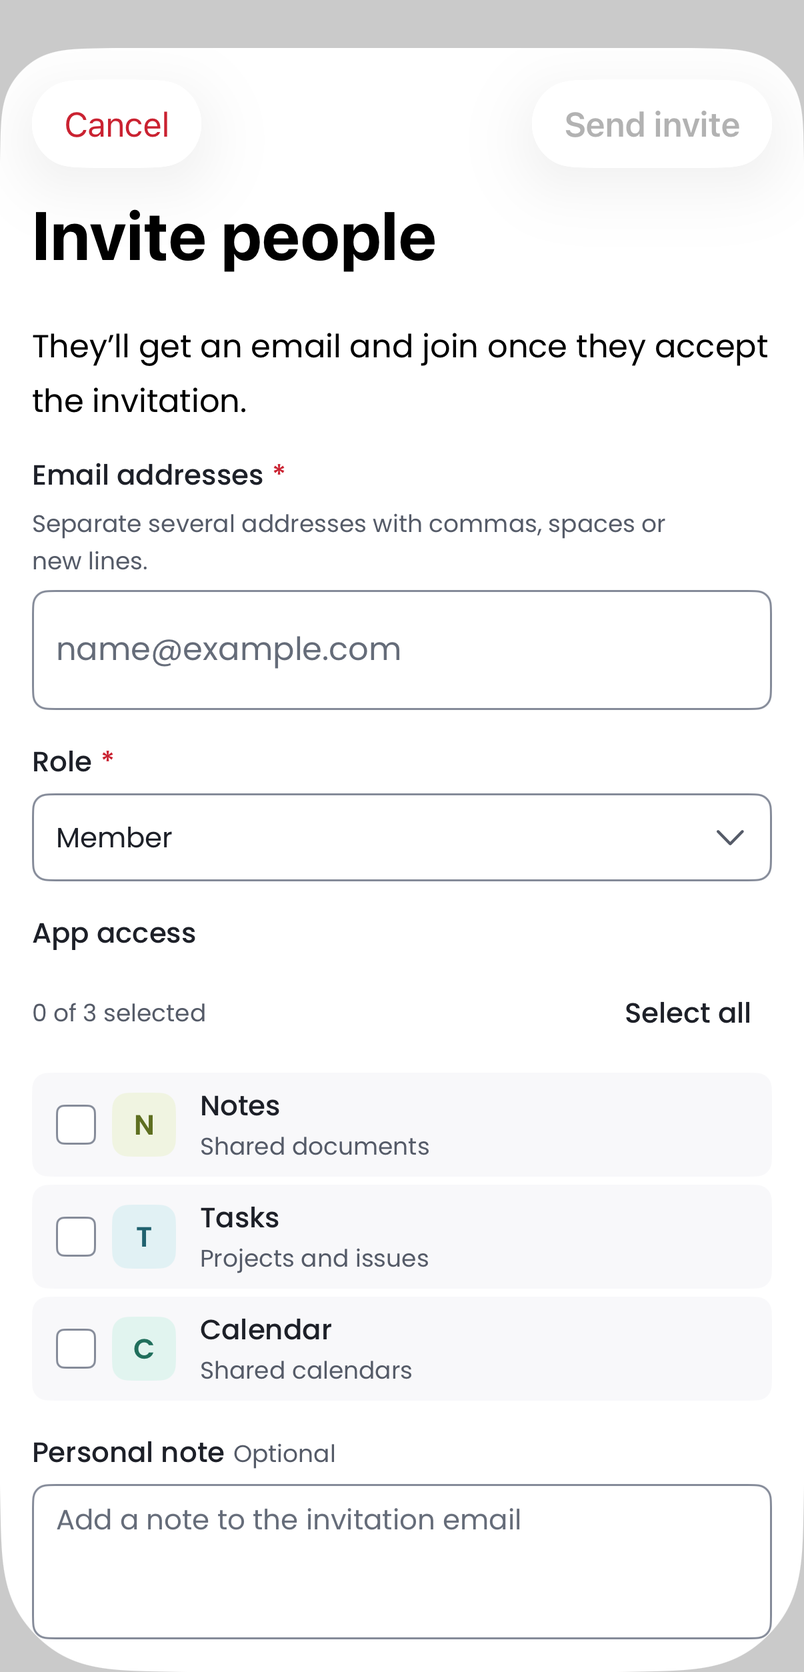 Cancel
Send invite
Invite people
They’ll get an email and join once they accept
the invitation.
Email addresses *
Separate several addresses with commas, spaces or
new lines.
name@example.com
Role *
Member
App access
0 of 3 selected
Select all
N
Notes
Shared documents
T
Tasks
Projects and issues
C
Calendar
Shared calendars
Personal note Optional
Add a note to the invitation email